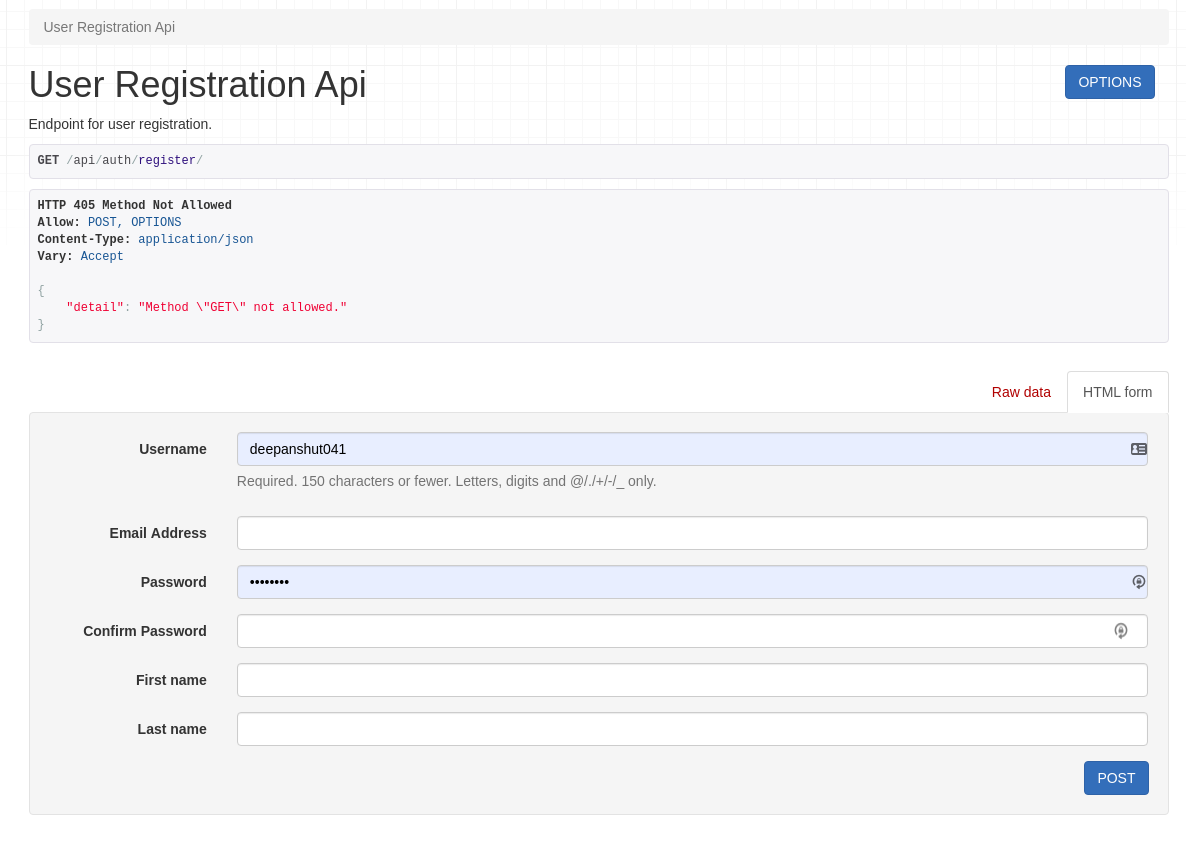 User Registration Api
User Registration Api
OPTIONS
Endpoint for user registration.
GET /api/auth/register/
HTTP 405 Method Not Allowed
Allow: POST, OPTIONS
Content-Type: application/json
Vary: Accept
{
    "detail": "Method \"GET\" not allowed."
}
Raw data
HTML form
Username
deepanshut041
Required. 150 characters or fewer. Letters, digits and @/./+/-/_ only.
Email Address
Password
••••••••
Confirm Password
First name
Last name
POST